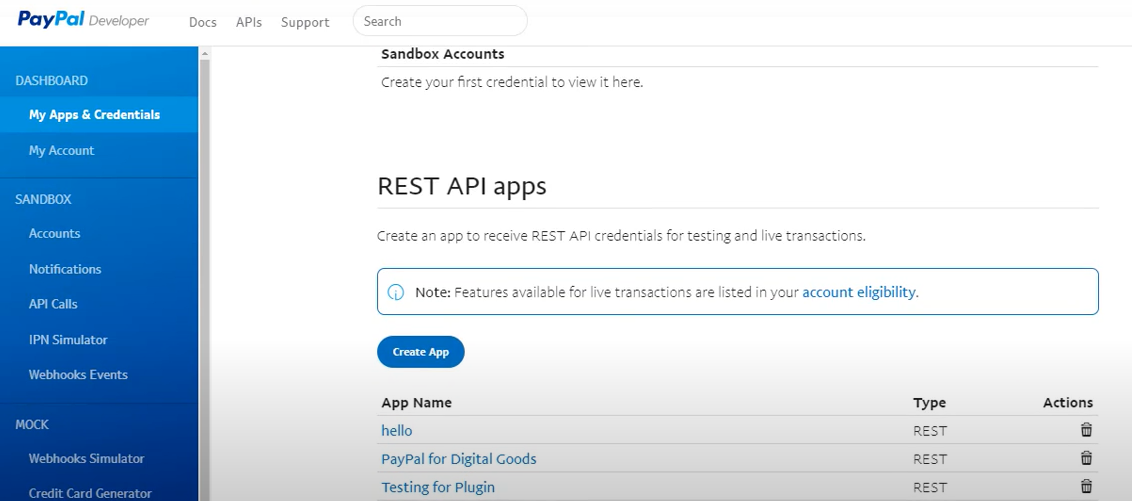 PayPal Developer
Docs APIs Support Search
DASHBOARD
My Apps & Credentials
My Account
SANDBOX
Accounts
Notifications
API Calls
IPN Simulator
Webhooks Events
MOCK
Webhooks Simulator
Credit Card Generator
Sandbox Accounts
Create your first credential to view it here.
REST API apps
Create an app to receive REST API credentials for testing and live transactions.
Note: Features available for live transactions are listed in your account eligibility.
Create App
App Name Type Actions
hello REST
PayPal for Digital Goods REST
Testing for Plugin REST